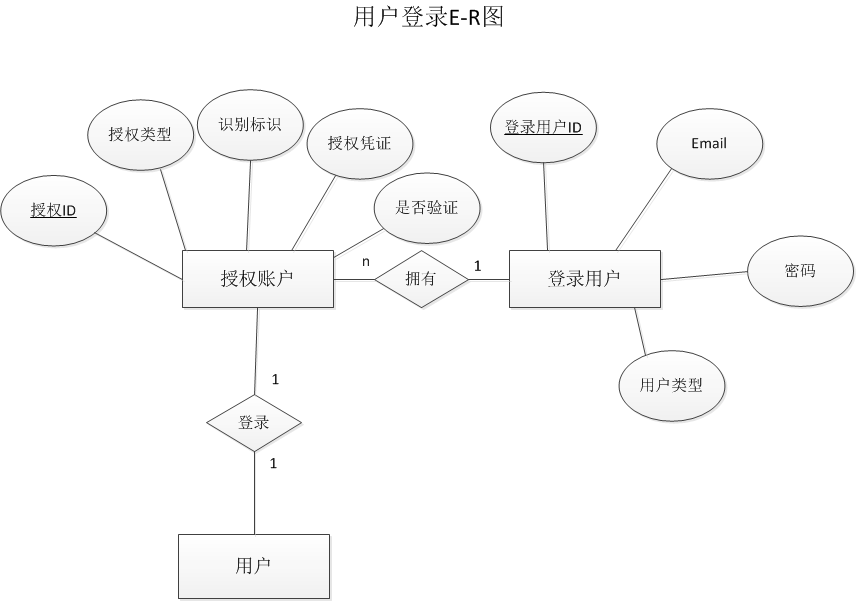 用户登录E-R图
授权类型
识别标识
授权凭证
登录用户ID
Email
授权ID
是否验证
授权账户
n
拥有
1
登录用户
密码
1
用户类型
登录
1
用户